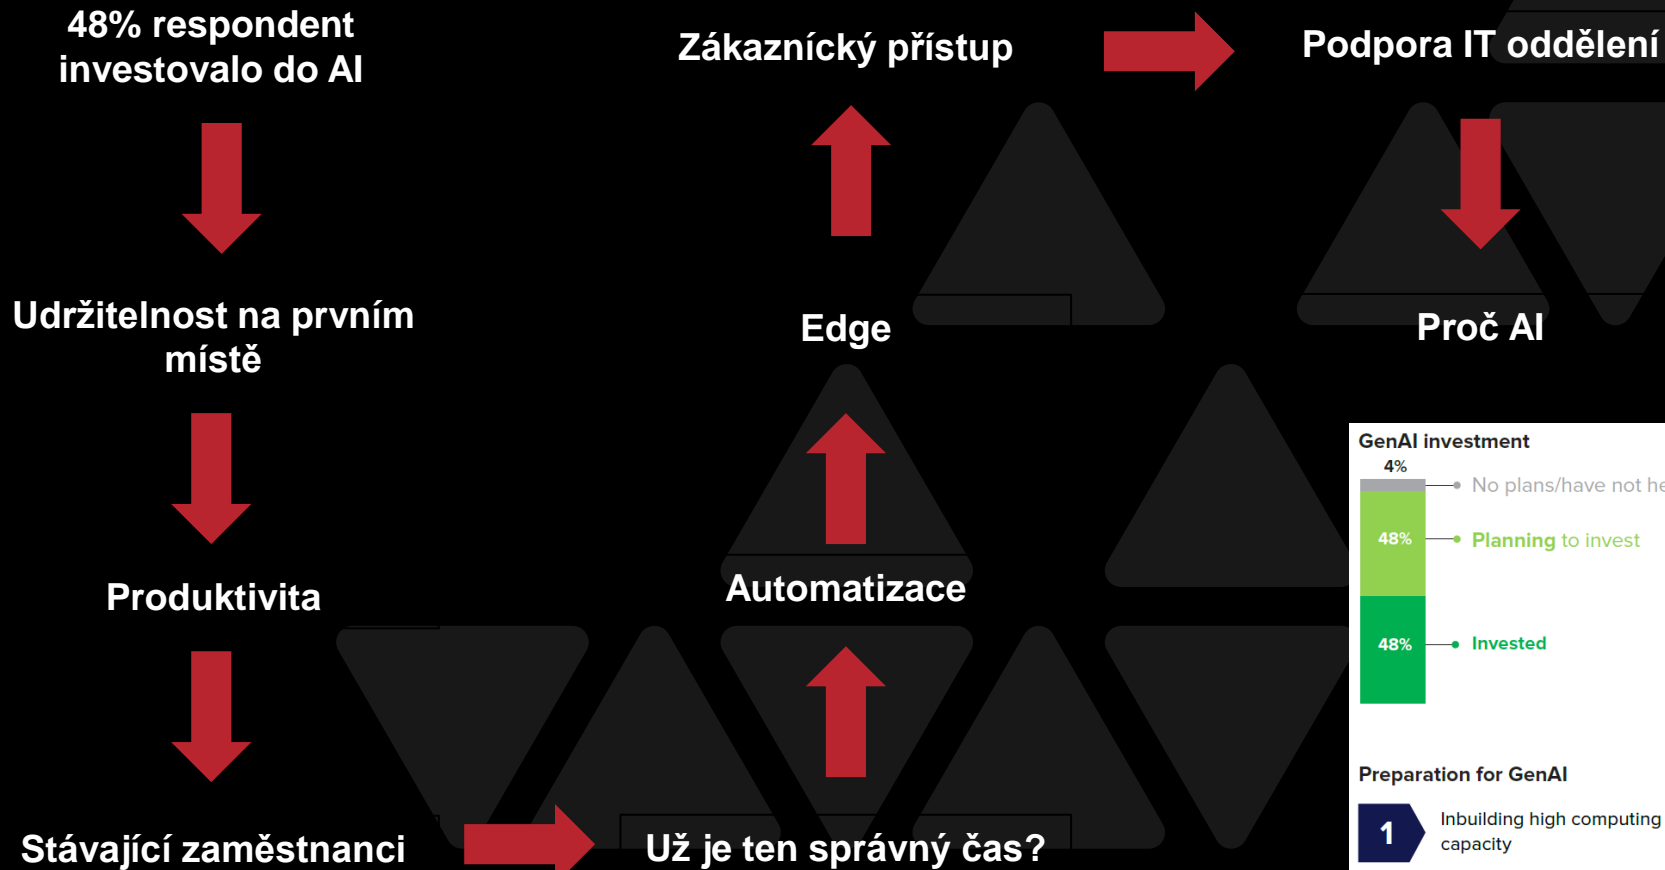 48% respondent
investovalo do AI
Udržitelnost na prvním
místě
Produktivita
Stávající zaměstnanci
Už je ten správný čas?
Automatizace
Edge
Zákaznícký přístup
Podpora IT oddělení
Proč AI
GenAI investment
4%
No plans/have not
48%
Planning to invest
48%
Invested
Preparation for GenAI
1
Inbuilding high computing
capacity